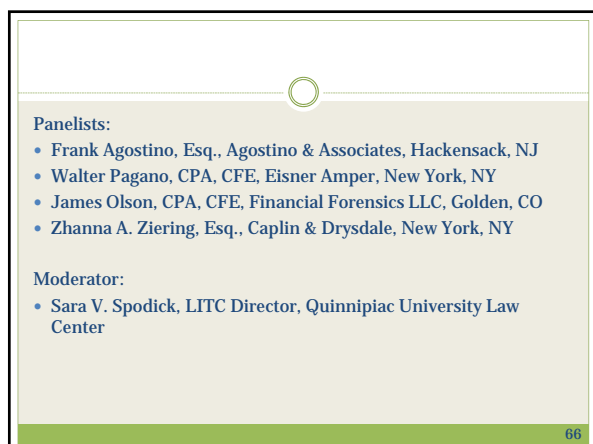 Panelists:
• Frank Agostino, Esq., Agostino & Associates, Hackensack, NJ
• Walter Pagano, CPA, CFE, Eisner Amper, New York, NY
• James Olson, CPA, CFE, Financial Forensics LLC, Golden, CO
• Zhanna A. Ziering, Esq., Caplin & Drysdale, New York, NY
Moderator:
• Sara V. Spodick, LITC Director, Quinnipiac University Law
Center
66